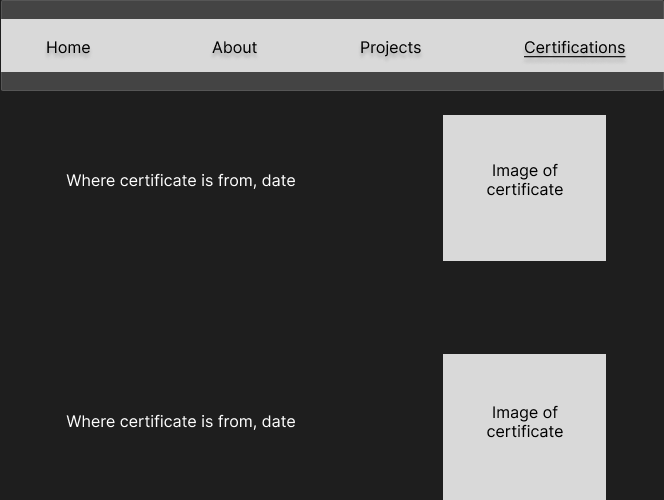 Home About Projects Certifications
Where certificate is from, date
Image of
certificate
Where certificate is from, date
Image of
certificate